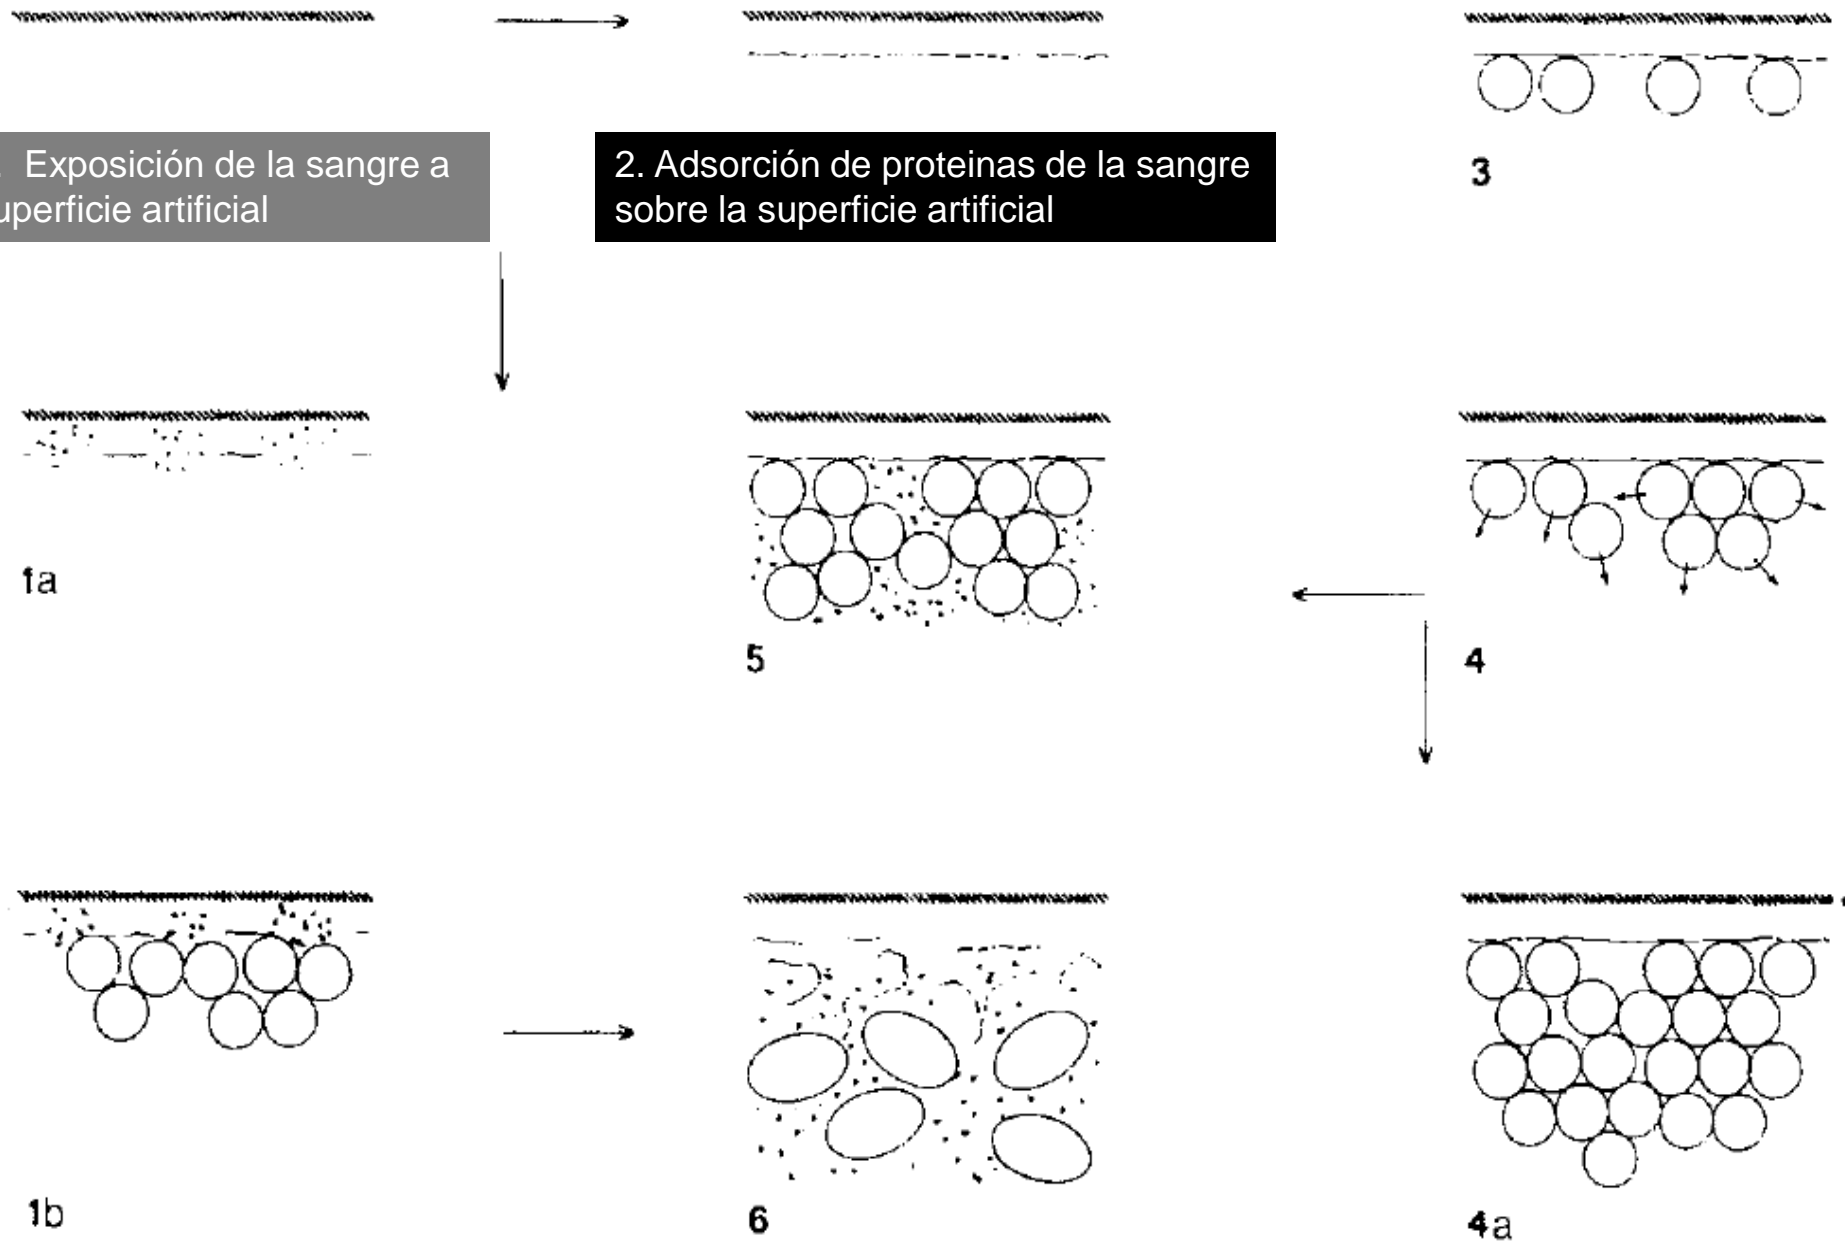 Exposición de la sangre a
artificial
2. Adsorción de proteinas de la sangre
sobre la superficie artificial
3
1a
5
4
1b
6
4a